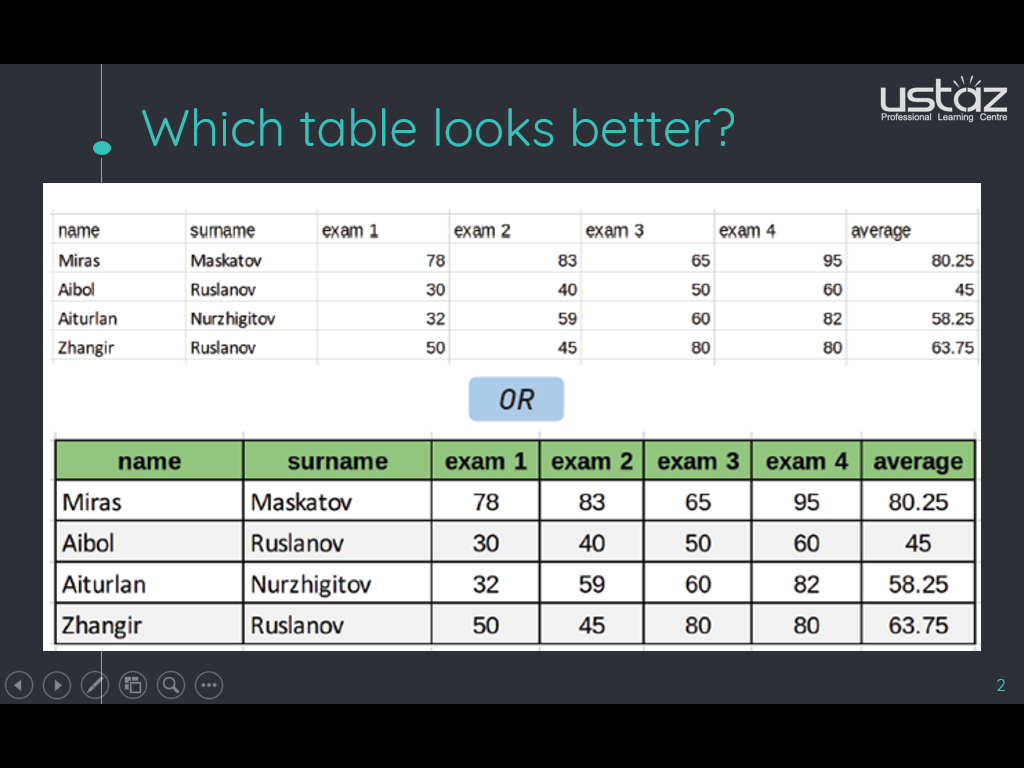 ustaz
Professional Learning Centre
Which table looks better?
name surname exam 1 exam 2 exam 3 exam 4 average
Miras Maskatov 78 83 65 95 80.25
Aibol Ruslanov 30 40 50 60 45
Aiturlan Nurzhigitov 32 59 60 82 58.25
Zhangir Ruslanov 50 45 80 80 63.75
OR
name surname exam 1 exam 2 exam 3 exam 4 average
Miras Maskatov 78 83 65 95 80.25
Aibol Ruslanov 30 40 50 60 45
Aiturlan Nurzhigitov 32 59 60 82 58.25
Zhangir Ruslanov 50 45 80 80 63.75
2